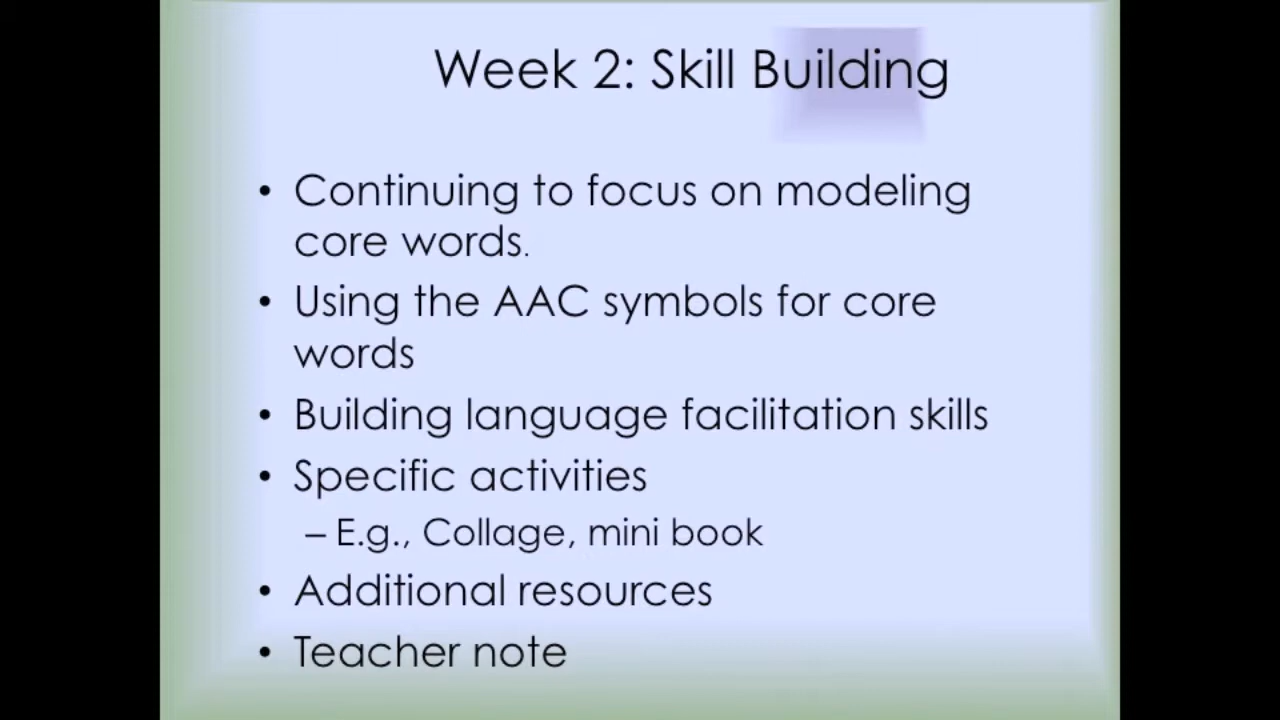 Week 2: Skill Building
• Continuing to focus on modeling
core words.
• Using the AAC symbols for core
words
• Building language facilitation skills
• Specific activities
– E.g., Collage, mini book
• Additional resources
• Teacher note